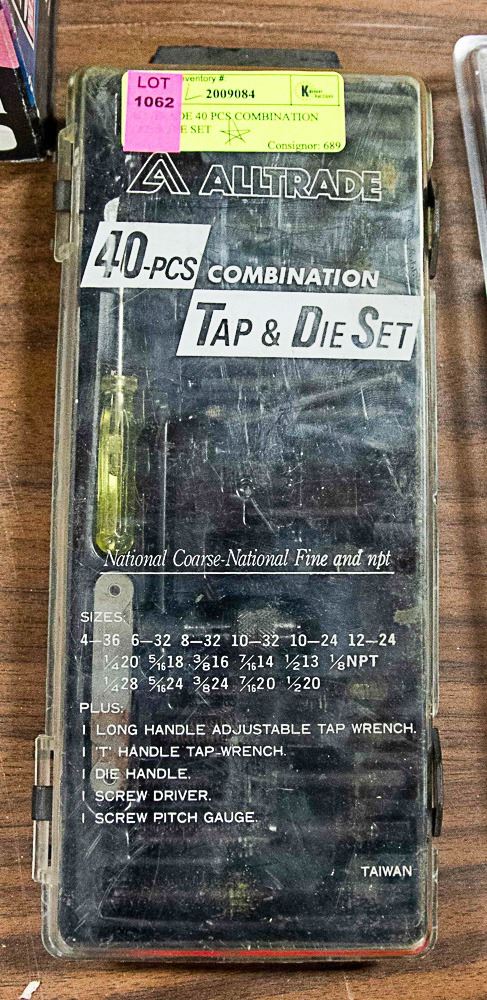 LOT
1062
nventory #
2009084
DE 40 PCS COMBINATION
DIE SET
Consignor: 689
ALLTRADE
40-PCS COMBINATION
TAP & DIE SET
National Coarse-National Fine and npt
SIZES:
4—36 6—32 8—32 10—32 10—24 12—24
1/4 20 5/16 18 3/8 16 7/16 14 1/2 13 1/8 NPT
1/4 28 5/16 24 3/8 24 7/16 20 1/2 20
PLUS:
1 LONG HANDLE ADJUSTABLE TAP WRENCH.
1 'T' HANDLE TAP-WRENCH.
1 DIE HANDLE.
1 SCREW DRIVER.
1 SCREW PITCH GAUGE.
TAIWAN